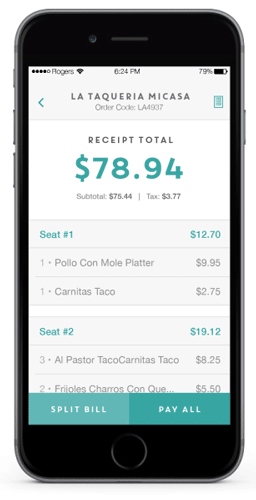 Rogers 6:24 PM 79%
LA TAQUERIA MICASA
Order Code: LA4937
RECEIPT TOTAL
$78.94
Subtotal: $75.44 | Tax: $3.77
Seat #1 $12.70
1 • Pollo Con Mole Platter $9.95
1 • Carnitas Taco $2.75
Seat #2 $19.12
3 • Al Pastor TacoCarnitas Taco $8.25
2 • Frijoles Charros Con Que... $5.50
SPLIT BILL PAY ALL